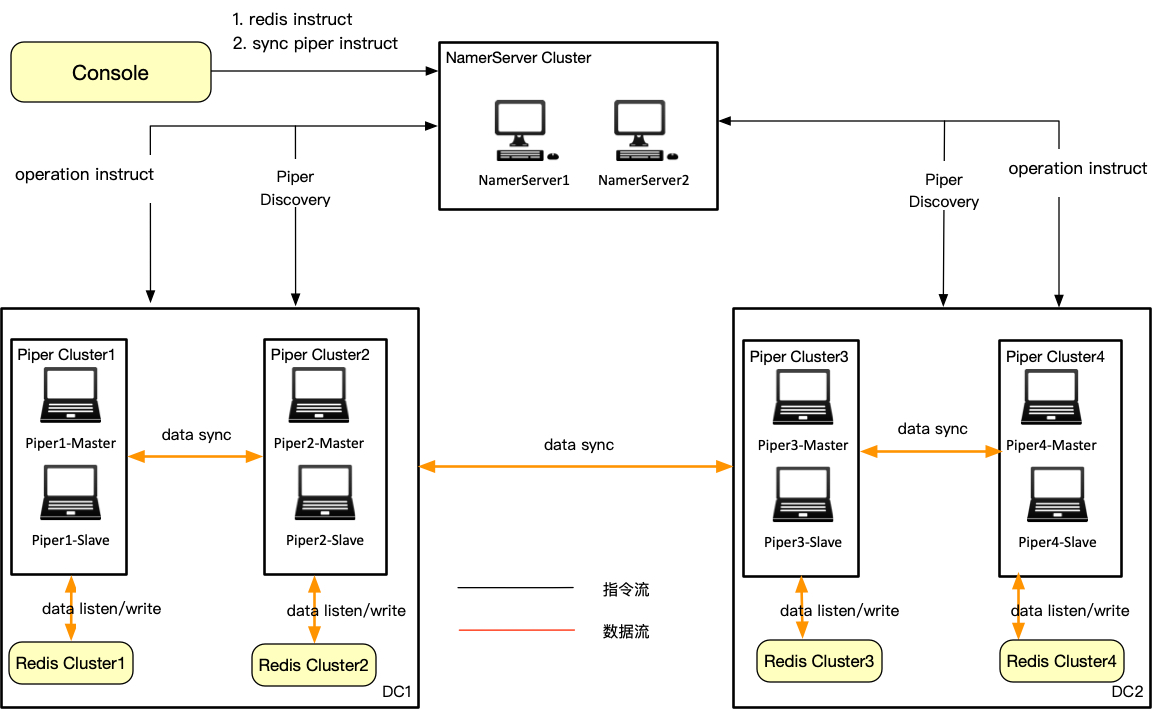 1. redis instruct
2. sync piper instruct
Console
NamerServer Cluster
NamerServer1
NamerServer2
operation instruct
Piper
Discovery
Piper
Discovery
operation instruct
Piper Cluster1
Piper1-Master
Piper1-Slave
data sync
Piper Cluster2
Piper2-Master
Piper2-Slave
data listen/write
data listen/write
Redis Cluster1
Redis Cluster2
DC1
data sync
指令流
数据流
Piper Cluster3
Piper3-Master
Piper3-Slave
data sync
Piper Cluster4
Piper4-Master
Piper4-Slave
data listen/write
data listen/write
Redis Cluster3
Redis Cluster4
DC2